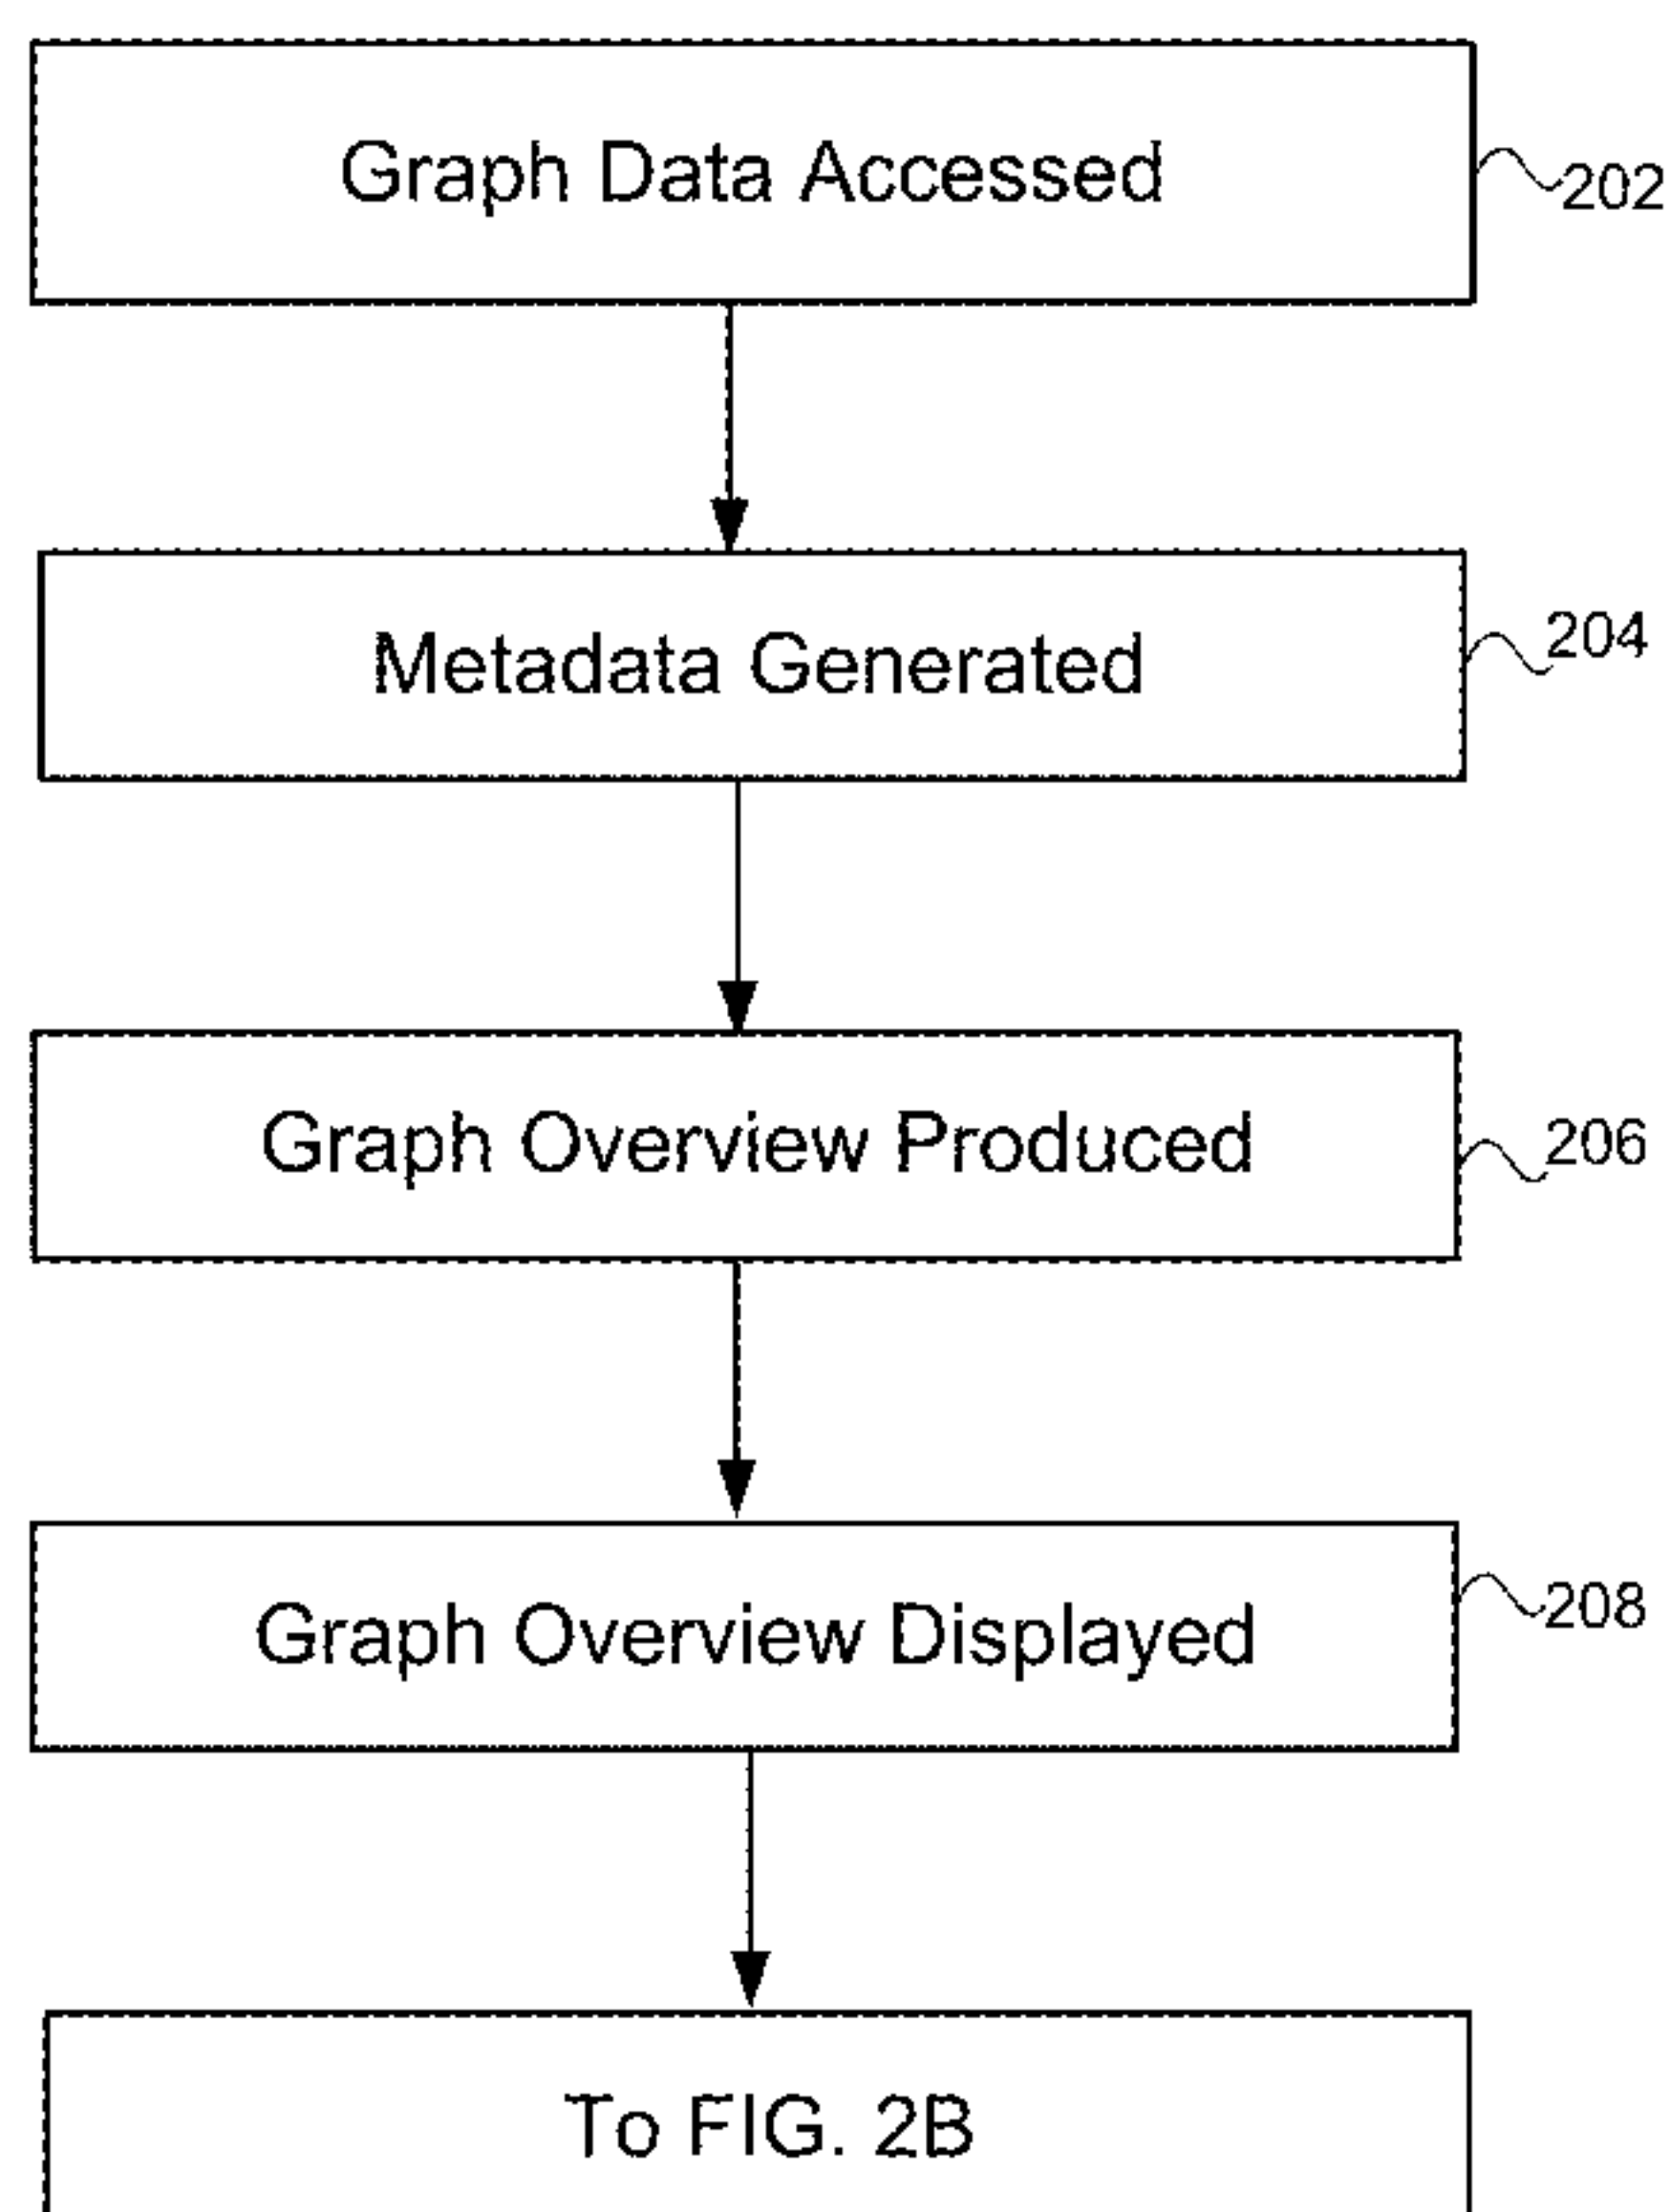 Graph Data Accessed
202
Metadata Generated
204
Graph Overview Produced
206
Graph Overview Displayed
208
To FIG. 2B